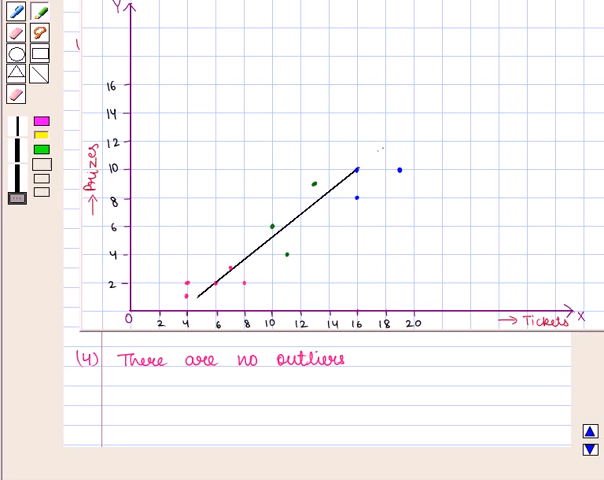 Y
16
14
12
10
8
6
4
2
→ Prizes
0 2 4 6 8 10 12 14 16 18 20 X
→ Tickets
(4) There are no outliers